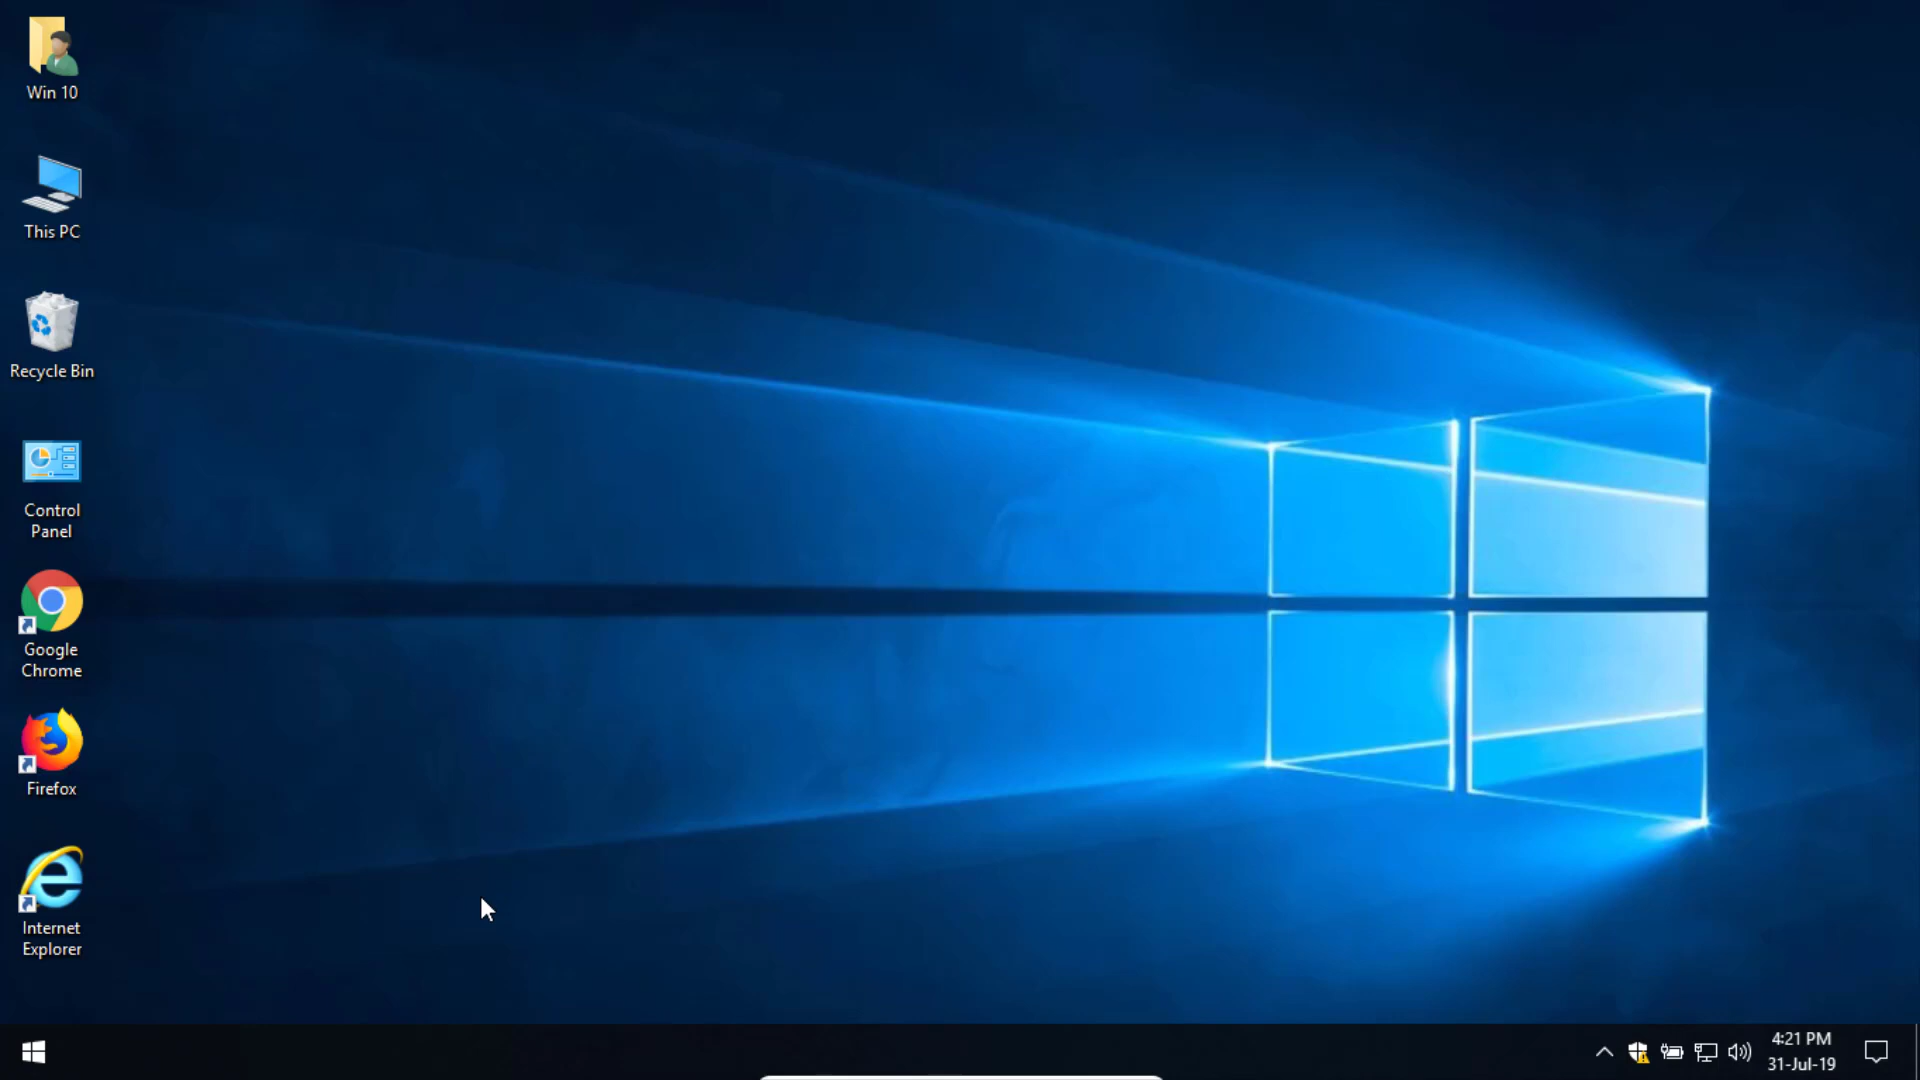 Win 10
This PC
Recycle Bin
Control
Panel
Google
Chrome
Firefox
Internet
Explorer
4:21 PM
31-Jul-19